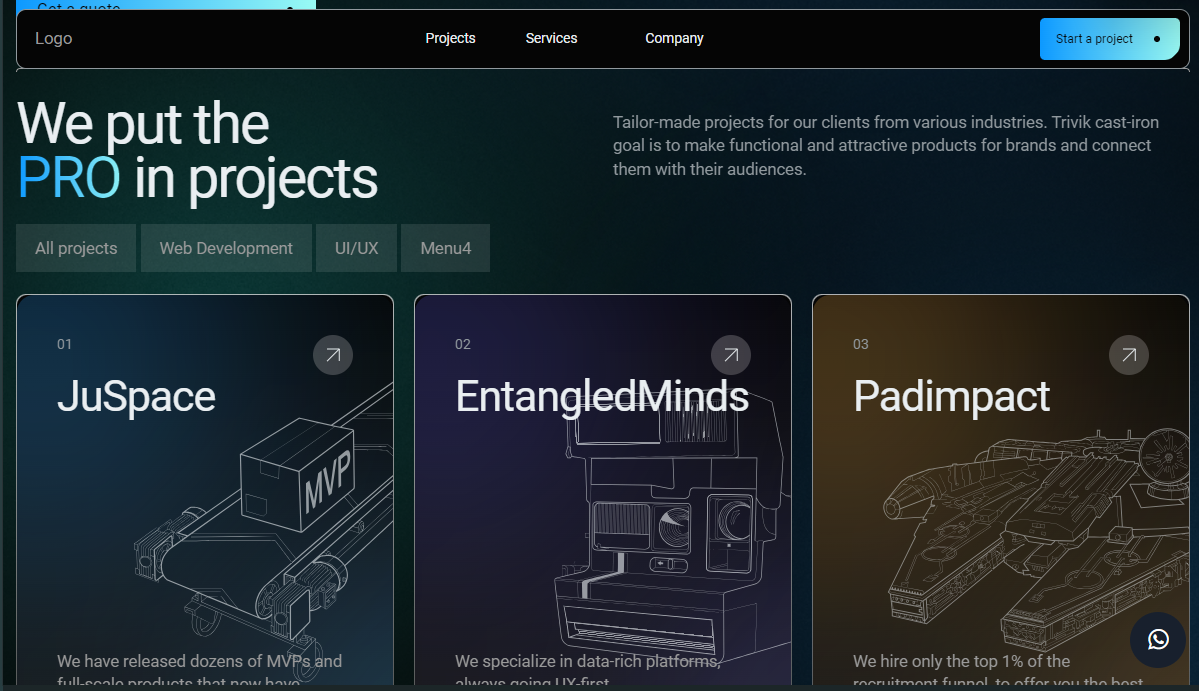 Get a quote
Logo
Projects
Services
Company
Start a project
We put the
PRO in projects
Tailor-made projects for our clients from various industries. Trivik cast-iron
goal is to make functional and attractive products for brands and connect
them with their audiences.
All projects
Web Development
UI/UX
Menu4
01
JuSpace
MVP
We have released dozens of MVPs and
full-scale products that now have
02
EntangledMinds
We specialize in data-rich platforms,
always going UX-first
03
Padimpact
We hire only the top 1% of the
recruitment funnel, to offer you the best